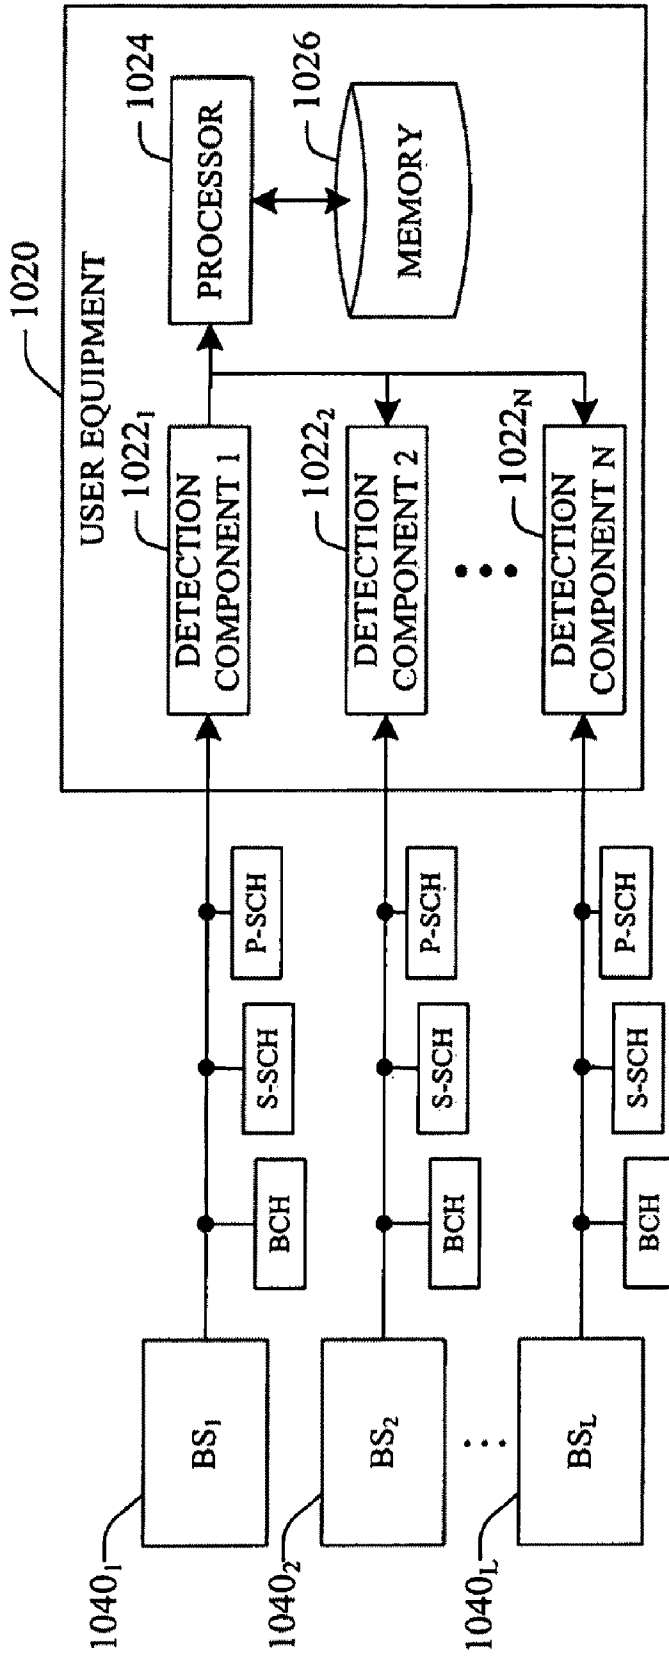 1020
USER EQUIPMENT
1022₁
DETECTION
COMPONENT 1
1024
PROCESSOR
1026
MEMORY
1022₂
DETECTION
COMPONENT 2
1022N
DETECTION
COMPONENT N
1040₁
BS₁
BCH
S-SCH
P-SCH
1040₂
BS₂
BCH
S-SCH
P-SCH
1040L
BSL
BCH
S-SCH
P-SCH